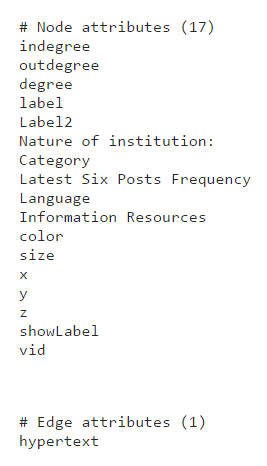 # Node attributes (17)
indegree
outdegree
degree
label
Label2
Nature of institution:
Category
Latest Six Posts Frequency
Language
Information Resources
color
size
x
y
z
showLabel
vid
# Edge attributes (1)
hypertext